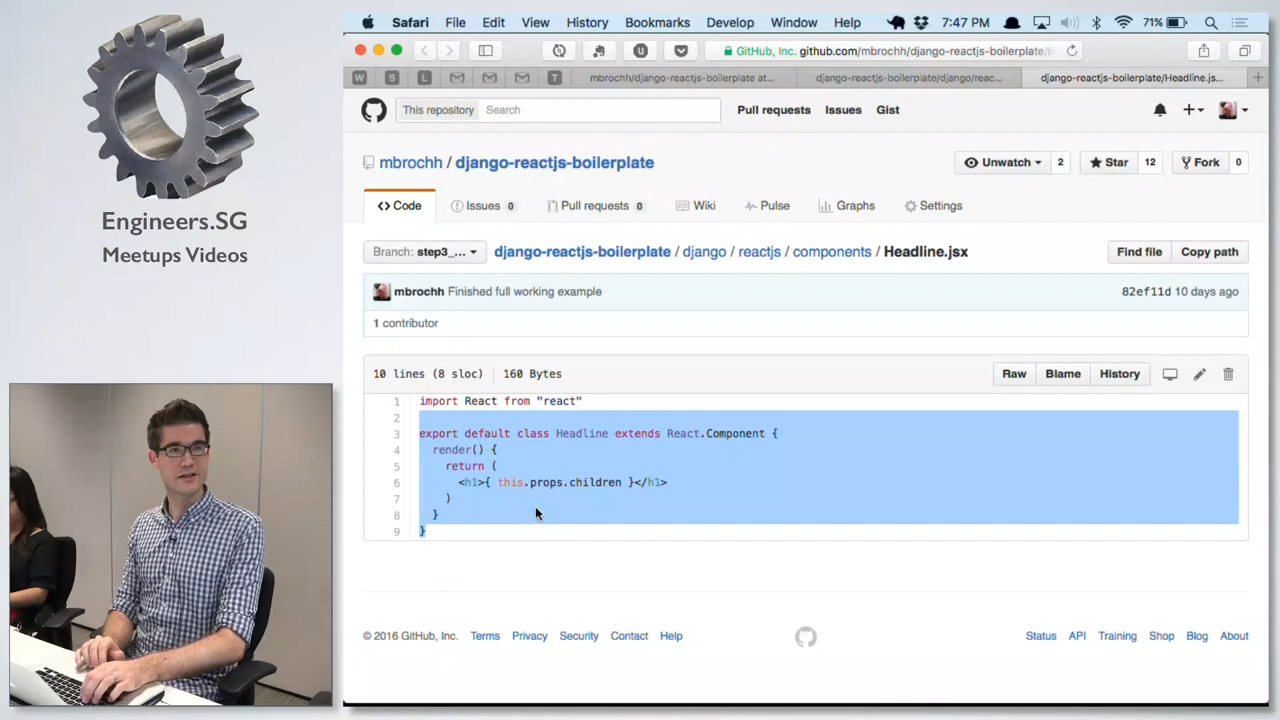 Engineers.SG
Meetups Videos
Safari File Edit View History Bookmarks Develop Window Help 7:47 PM 71%
GitHub, Inc. github.com/mbrochh/django-reactjs-boilerplate/b
W 5 L T mbrochh/django-reactjs-boilerplate at... django-reactjs-boilerplate/django/reac... django-reactjs-boilerplate/Headline.js...
This repository Search Pull requests Issues Gist
mbrochh / django-reactjs-boilerplate Unwatch 2 Star 12 Fork 0
Code Issues 0 Pull requests 0 Wiki Pulse Graphs Settings
Branch: step3_... django-reactjs-boilerplate / django / reactjs / components / Headline.jsx Find file Copy path
mbrochh Finished full working example 82ef11d 10 days ago
1 contributor
10 lines (8 sloc) 160 Bytes Raw Blame History
1 import React from "react"
2
3 export default class Headline extends React.Component {
4 render() {
5 return (
6 <h1>{ this.props.children }</h1>
7 )
8 }
9 }
© 2016 GitHub, Inc. Terms Privacy Security Contact Help Status API Training Shop Blog About